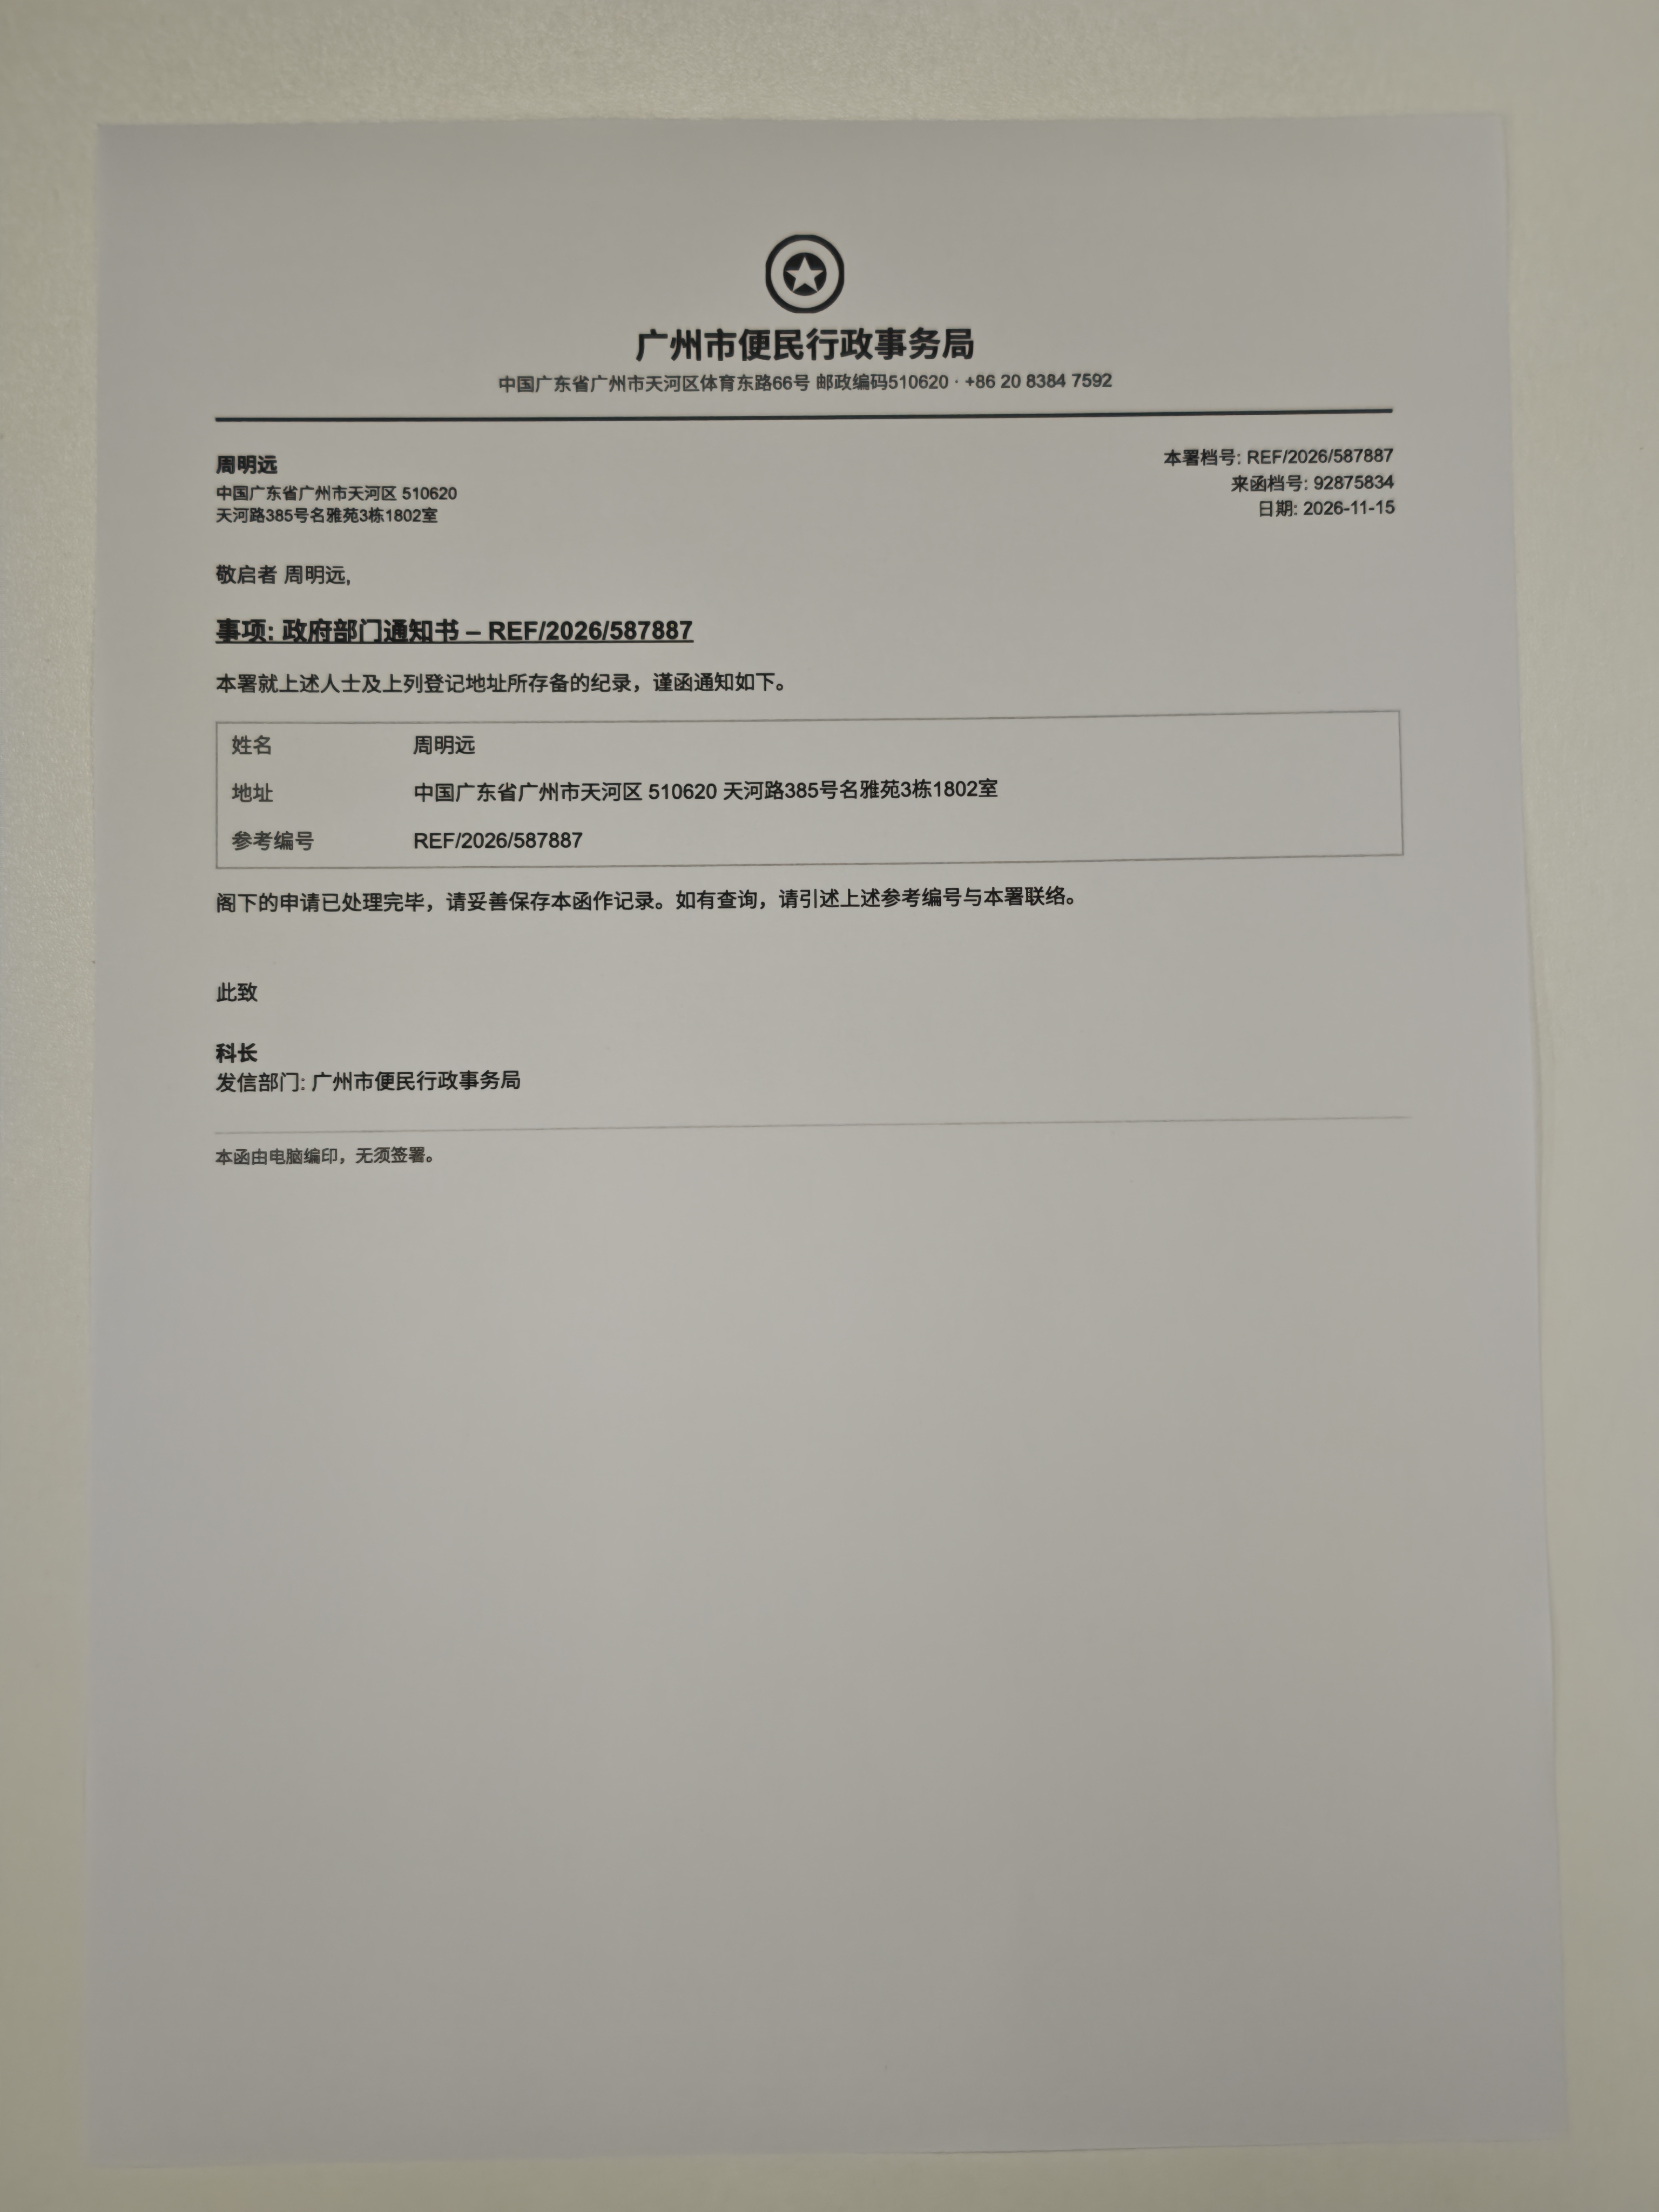 广州市便民行政事务局
中国广东省广州市天河区体育东路66号 邮政编码510620 · +86 20 8384 7592
周明远
中国广东省广州市天河区 510620
天河路385号名雅苑3栋1802室
本署档号: REF/2026/587887
来函档号: 92875834
日期: 2026-11-15
敬启者 周明远,
事项: 政府部门通知书 – REF/2026/587887
本署就上述人士及上列登记地址所存备的纪录，谨函通知如下。
姓名 周明远
地址 中国广东省广州市天河区 510620 天河路385号名雅苑3栋1802室
参考编号 REF/2026/587887
阁下的申请已处理完毕，请妥善保存本函作记录。如有查询，请引述上述参考编号与本署联络。
此致
科长
发信部门: 广州市便民行政事务局
本函由电脑编印，无须签署。